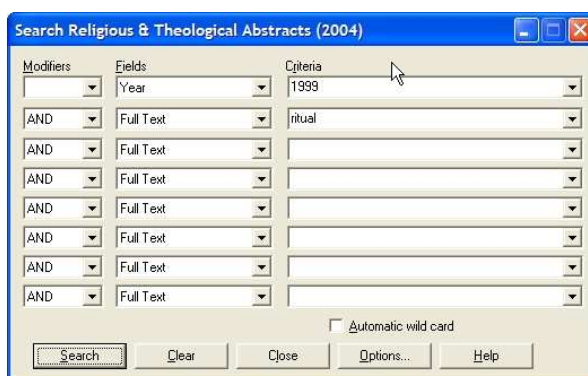 Search Religious & Theological Abstracts (2004)
Modifiers Fields Criteria
Year 1999
AND Full Text ritual
AND Full Text
AND Full Text
AND Full Text
AND Full Text
AND Full Text
AND Full Text
Automatic wild card
Search Clear Close Options... Help